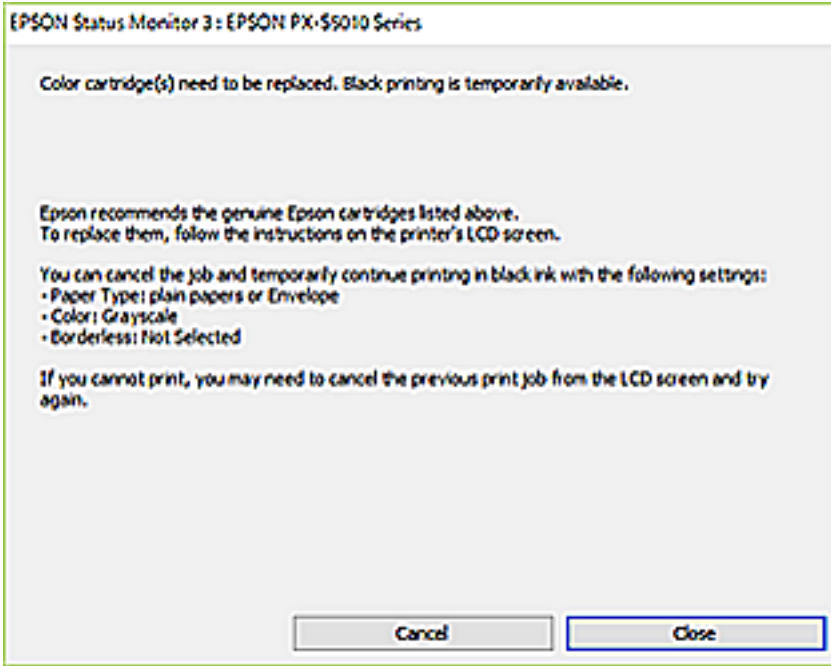 EPSON Status Monitor 3 : EPSON PX-S5010 Series
Color cartridge(s) need to be replaced. Black printing is temporarily available.
Epson recommends the genuine Epson cartridges listed above.
To replace them, follow the instructions on the printer's LCD screen.
You can cancel the job and temporarily continue printing in black ink with the following settings:
• Paper Type: plain papers or Envelope
• Color: Grayscale
• Borderless: Not Selected
If you cannot print, you may need to cancel the previous print job from the LCD screen and try
again.
Cancel
Close